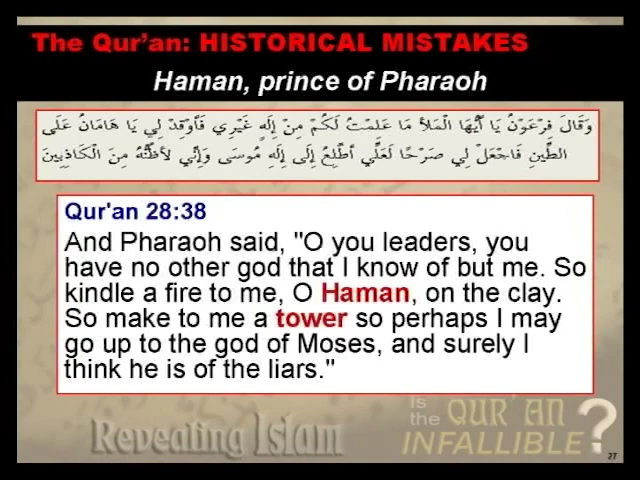 The Qur'an: HISTORICAL MISTAKES
Haman, prince of Pharaoh
وَقَالَ فِرْعَوْنُ يَا أَيُّهَا الْمَلَأُ مَا عَلِمْتُ لَكُمْ مِنْ إِلَهٍ غَيْرِي فَأَوْقِدْ لِي يَا هَامَانُ عَلَى
الطِّينِ فَاجْعَلْ لِي صَرْحًا لَعَلِّي أَطَّلِعُ إِلَى إِلَهِ مُوسَى وَإِنِّي لَأَظُنُّهُ مِنَ الْكَاذِبِينَ
Qur'an 28:38
And Pharaoh said, "O you leaders, you
have no other god that I know of but me. So
kindle a fire to me, O Haman, on the clay.
So make to me a tower so perhaps I may
go up to the god of Moses, and surely I
think he is of the liars."
Revealing Islam
Is
the QUR'AN
INFALLIBLE?
27